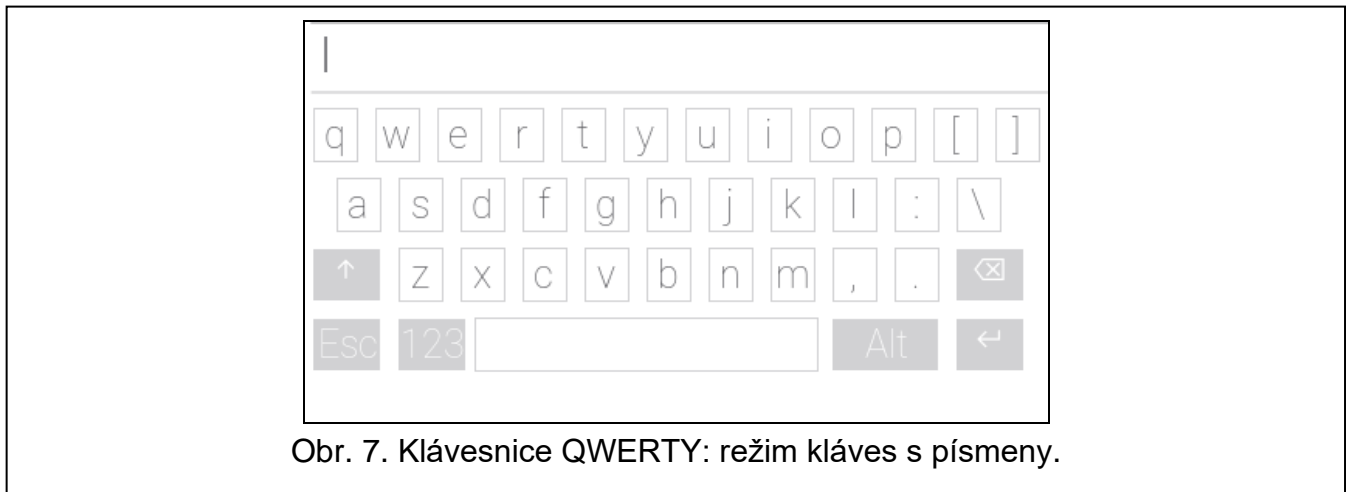 q w e r t y u i o p [ ]
a s d f g h j k l : \
↑ z x c v b n m , . ⌫
Esc 123 Alt ↵
Obr. 7. Klávesnice QWERTY: režim kláves s písmeny.